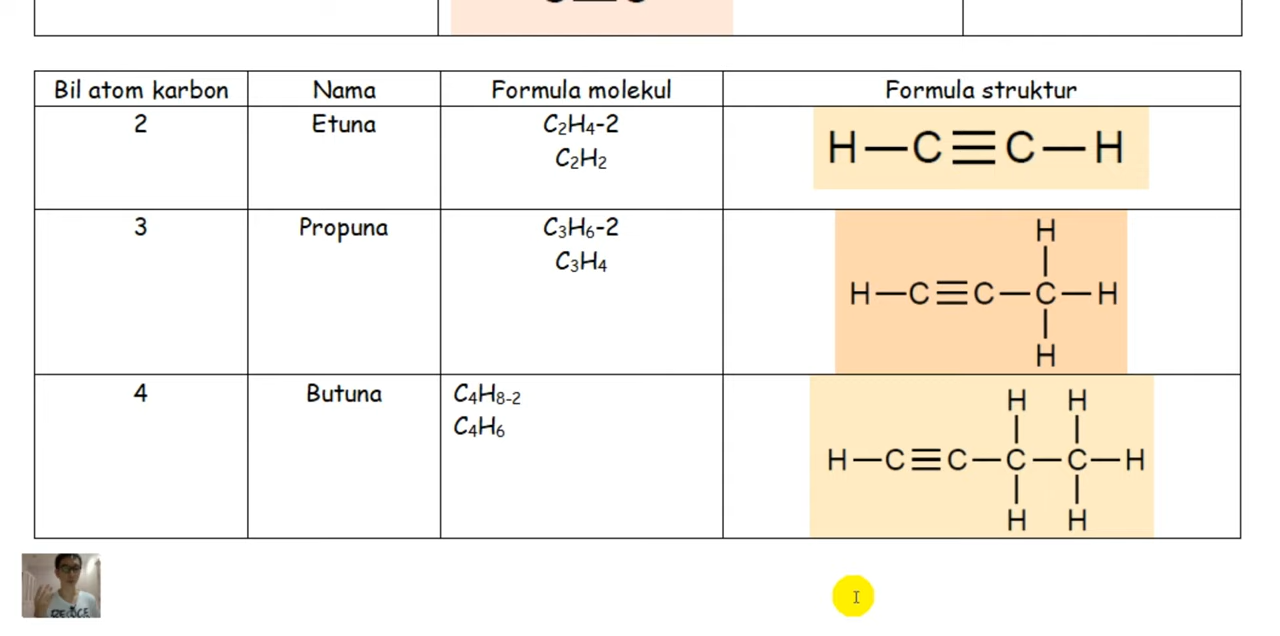 Bil atom karbon Nama Formula molekul Formula struktur
2 Etuna C₂H₄-2
C₂H₂
H—C≡C—H
3 Propuna C₃H₆-2
C₃H₄
H
H—C≡C—C—H
H
4 Butuna C₄H₈₋₂
C₄H₆
H H
H—C≡C—C—C—H
H H